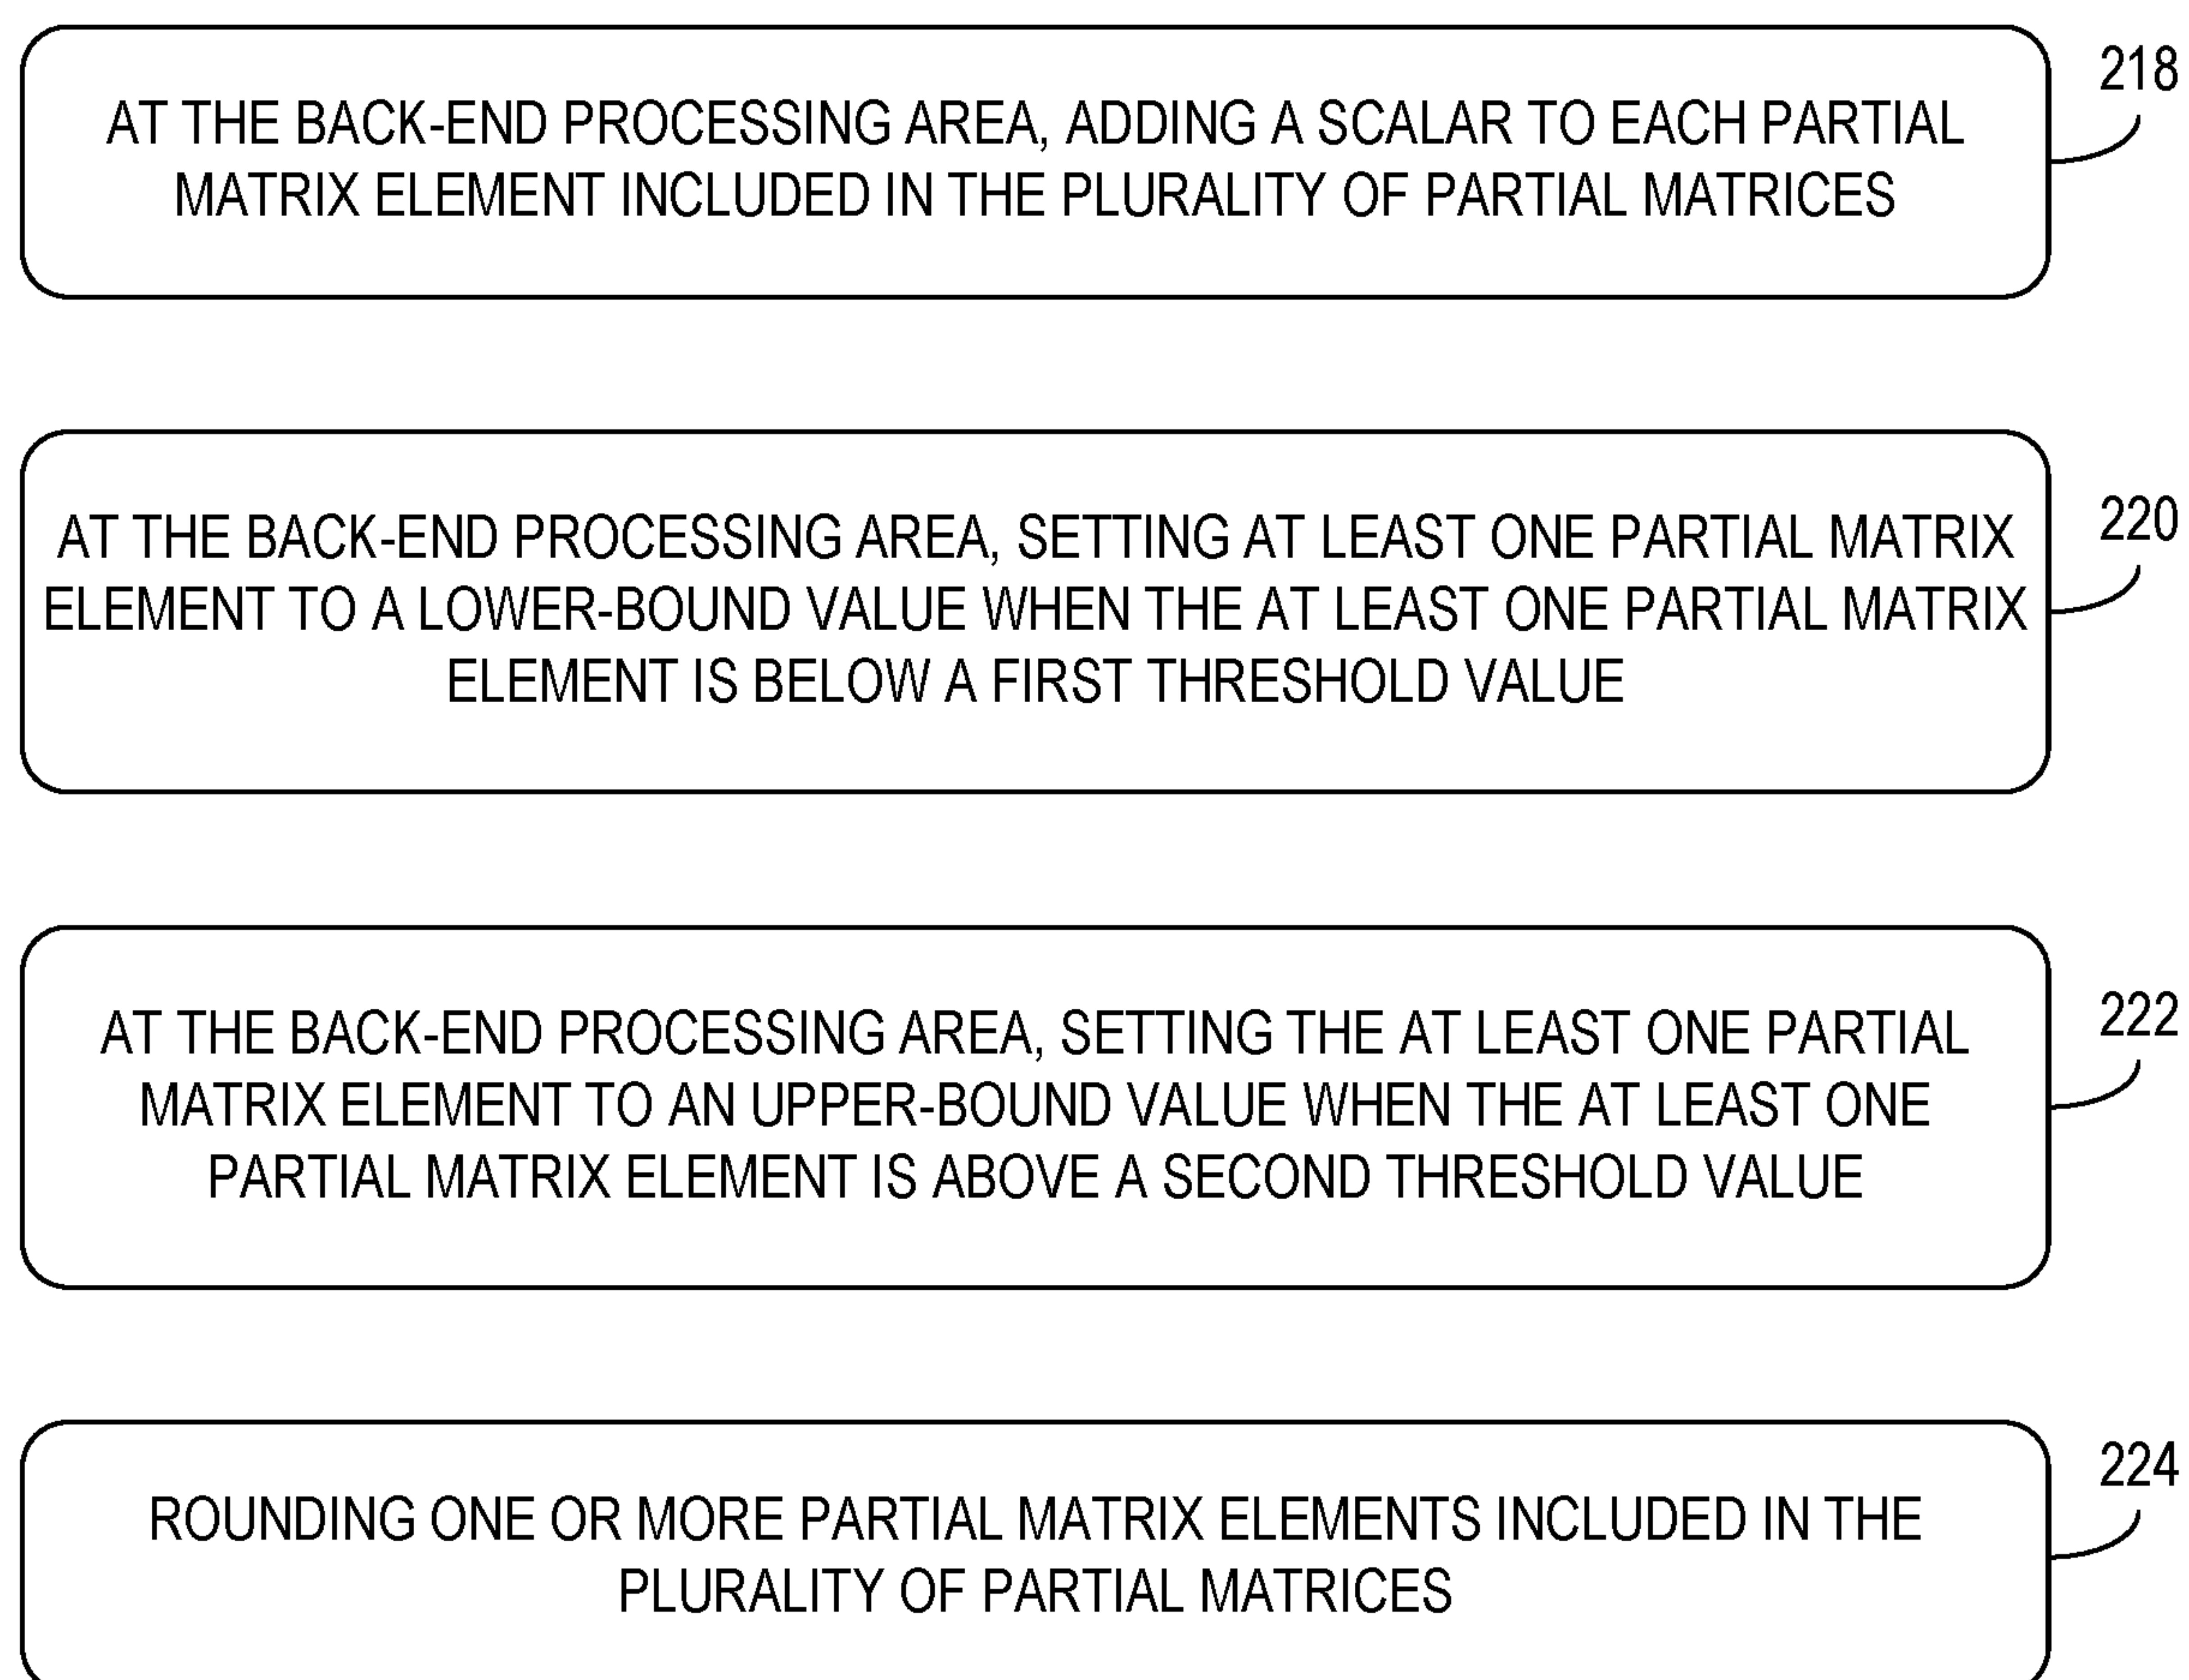 218
AT THE BACK-END PROCESSING AREA, ADDING A SCALAR TO EACH PARTIAL
MATRIX ELEMENT INCLUDED IN THE PLURALITY OF PARTIAL MATRICES
220
AT THE BACK-END PROCESSING AREA, SETTING AT LEAST ONE PARTIAL MATRIX
ELEMENT TO A LOWER-BOUND VALUE WHEN THE AT LEAST ONE PARTIAL MATRIX
ELEMENT IS BELOW A FIRST THRESHOLD VALUE
222
AT THE BACK-END PROCESSING AREA, SETTING THE AT LEAST ONE PARTIAL
MATRIX ELEMENT TO AN UPPER-BOUND VALUE WHEN THE AT LEAST ONE
PARTIAL MATRIX ELEMENT IS ABOVE A SECOND THRESHOLD VALUE
224
ROUNDING ONE OR MORE PARTIAL MATRIX ELEMENTS INCLUDED IN THE
PLURALITY OF PARTIAL MATRICES